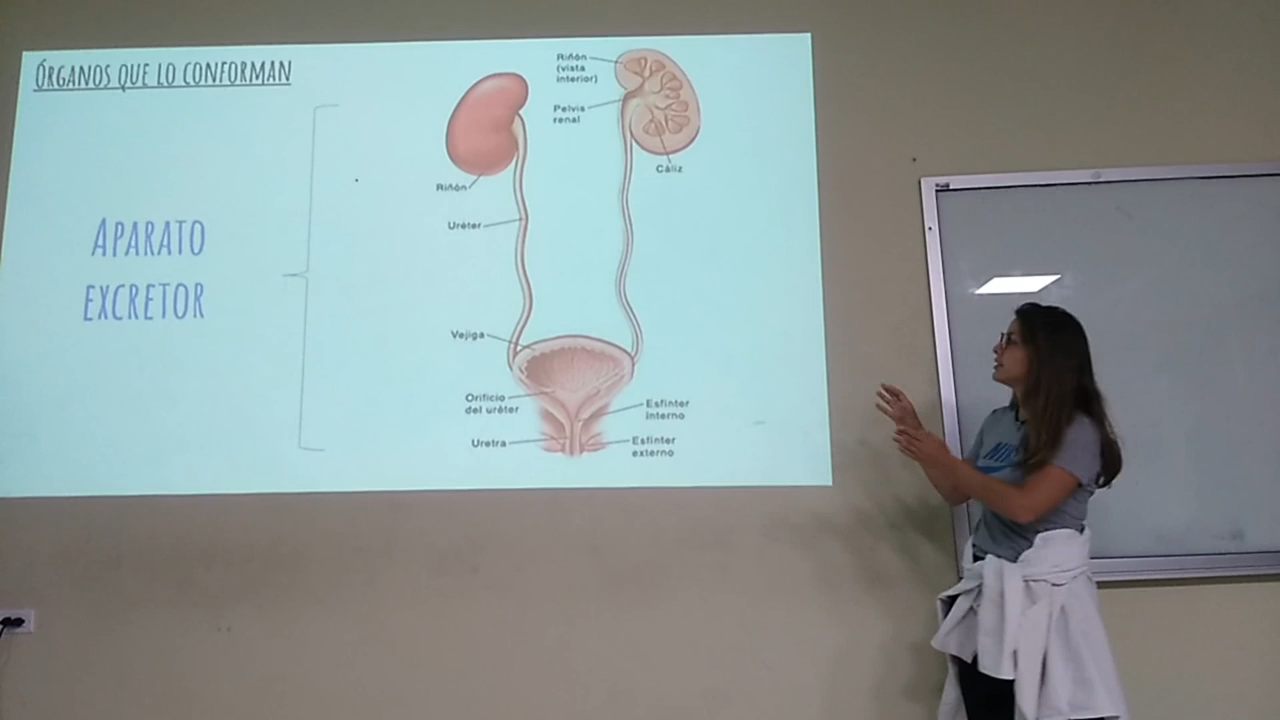 ÓRGANOS QUE LO CONFORMAN
APARATO
EXCRETOR
Riñón
(vista
interior)
Pelvis
renal
Cáliz
Riñón
Uréter
Vejiga
Orificio
del uréter
Uretra
Esfínter
interno
Esfínter
externo